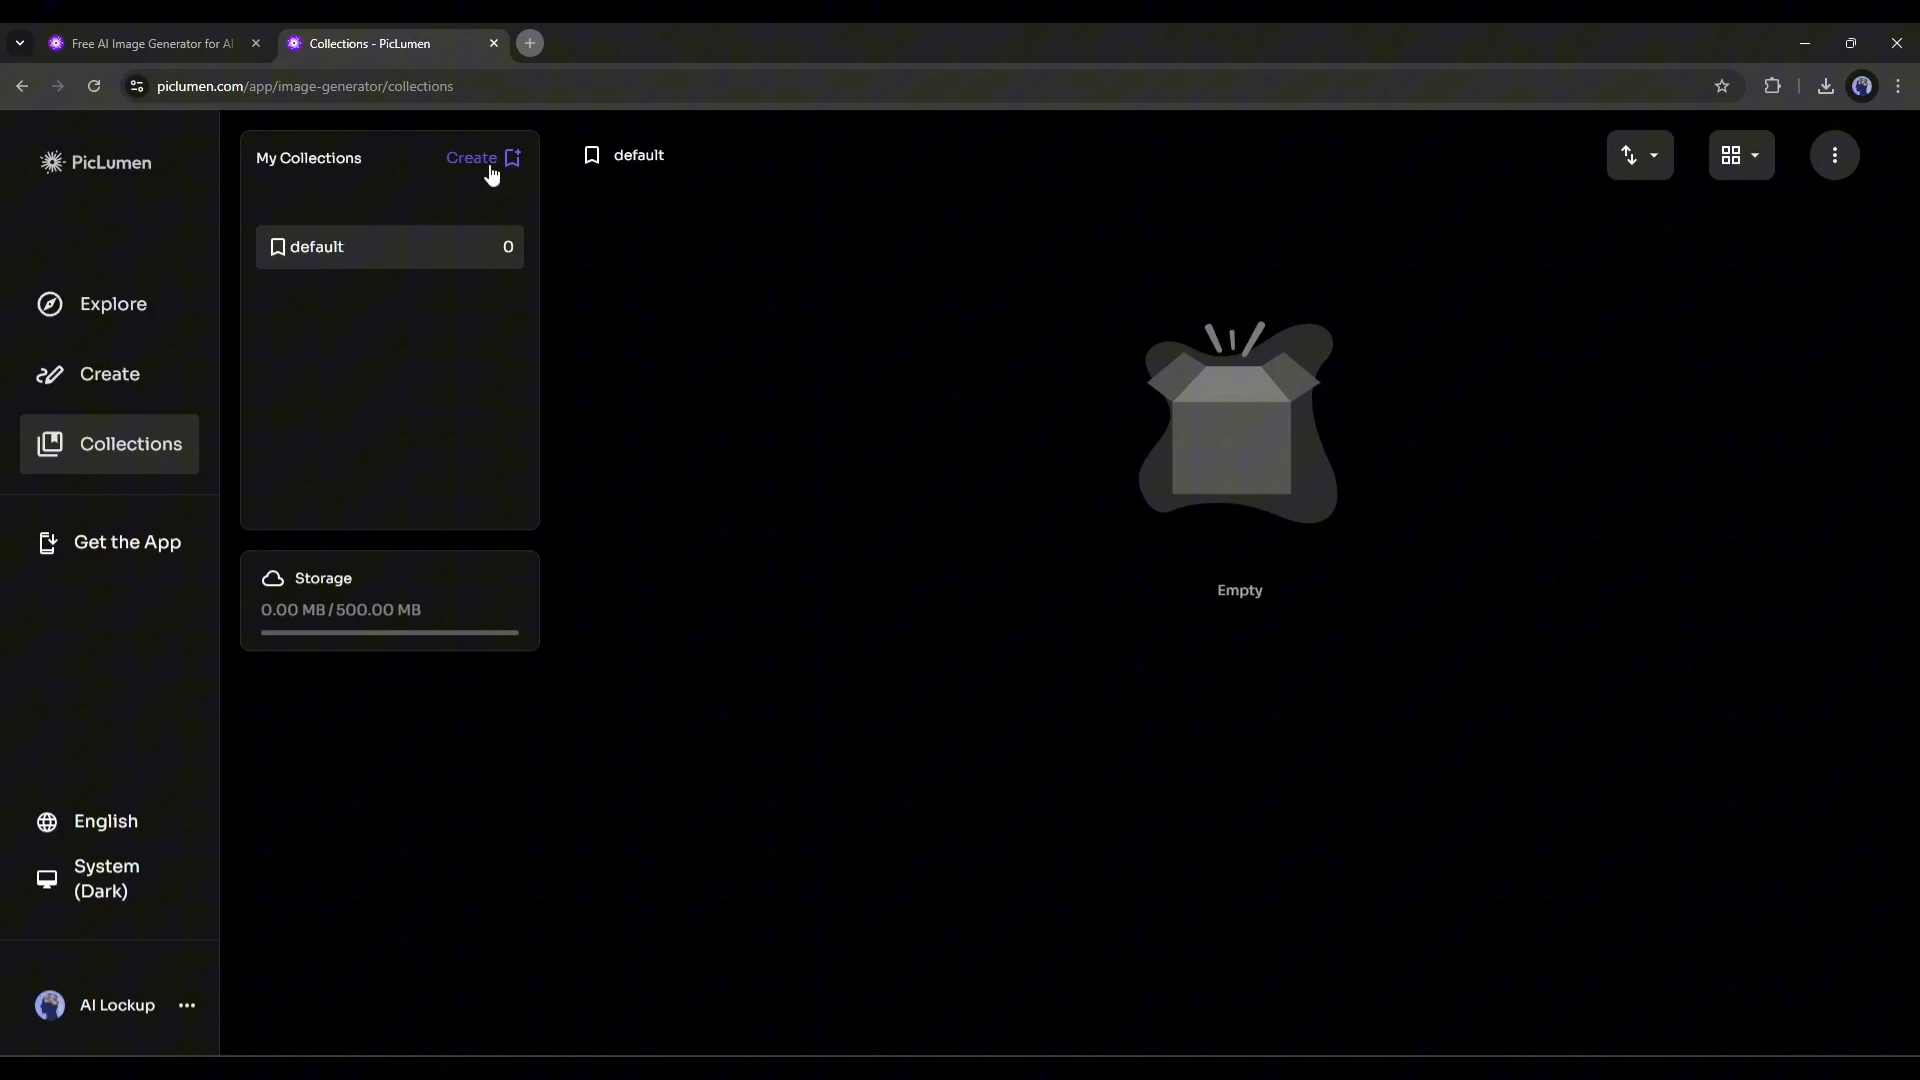 Free AI Image Generator for AI
Collections - PicLumen
piclumen.com/app/image-generator/collections
PicLumen
Explore
Create
Collections
Get the App
English
System
(Dark)
AI Lockup
My Collections
Create
default
0
Storage
0.00 MB / 500.00 MB
default
Empty